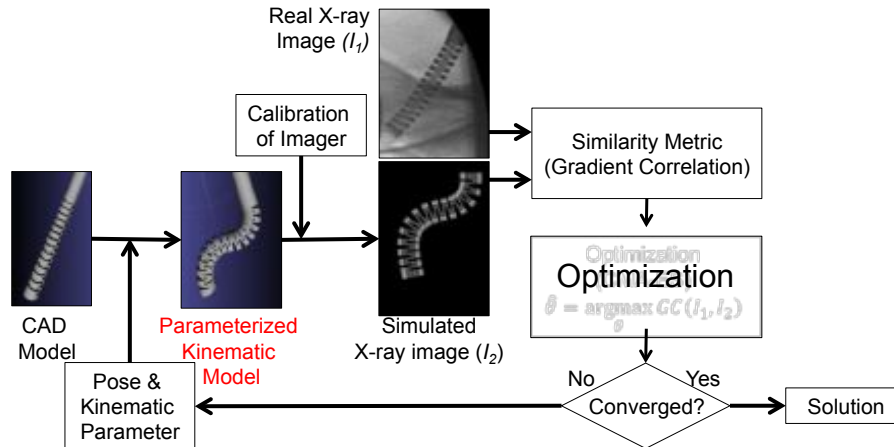 Real X-ray
Image (I₁)
Calibration
of Imager
Similarity Metric
(Gradient Correlation)
Optimization
Optimization
θ̂ = argmax GC(I₁, I₂)
θ
CAD
Model
Parameterized
Kinematic
Model
Simulated
X-ray image (I₂)
Pose &
Kinematic
Parameter
No
Yes
Converged?
Solution